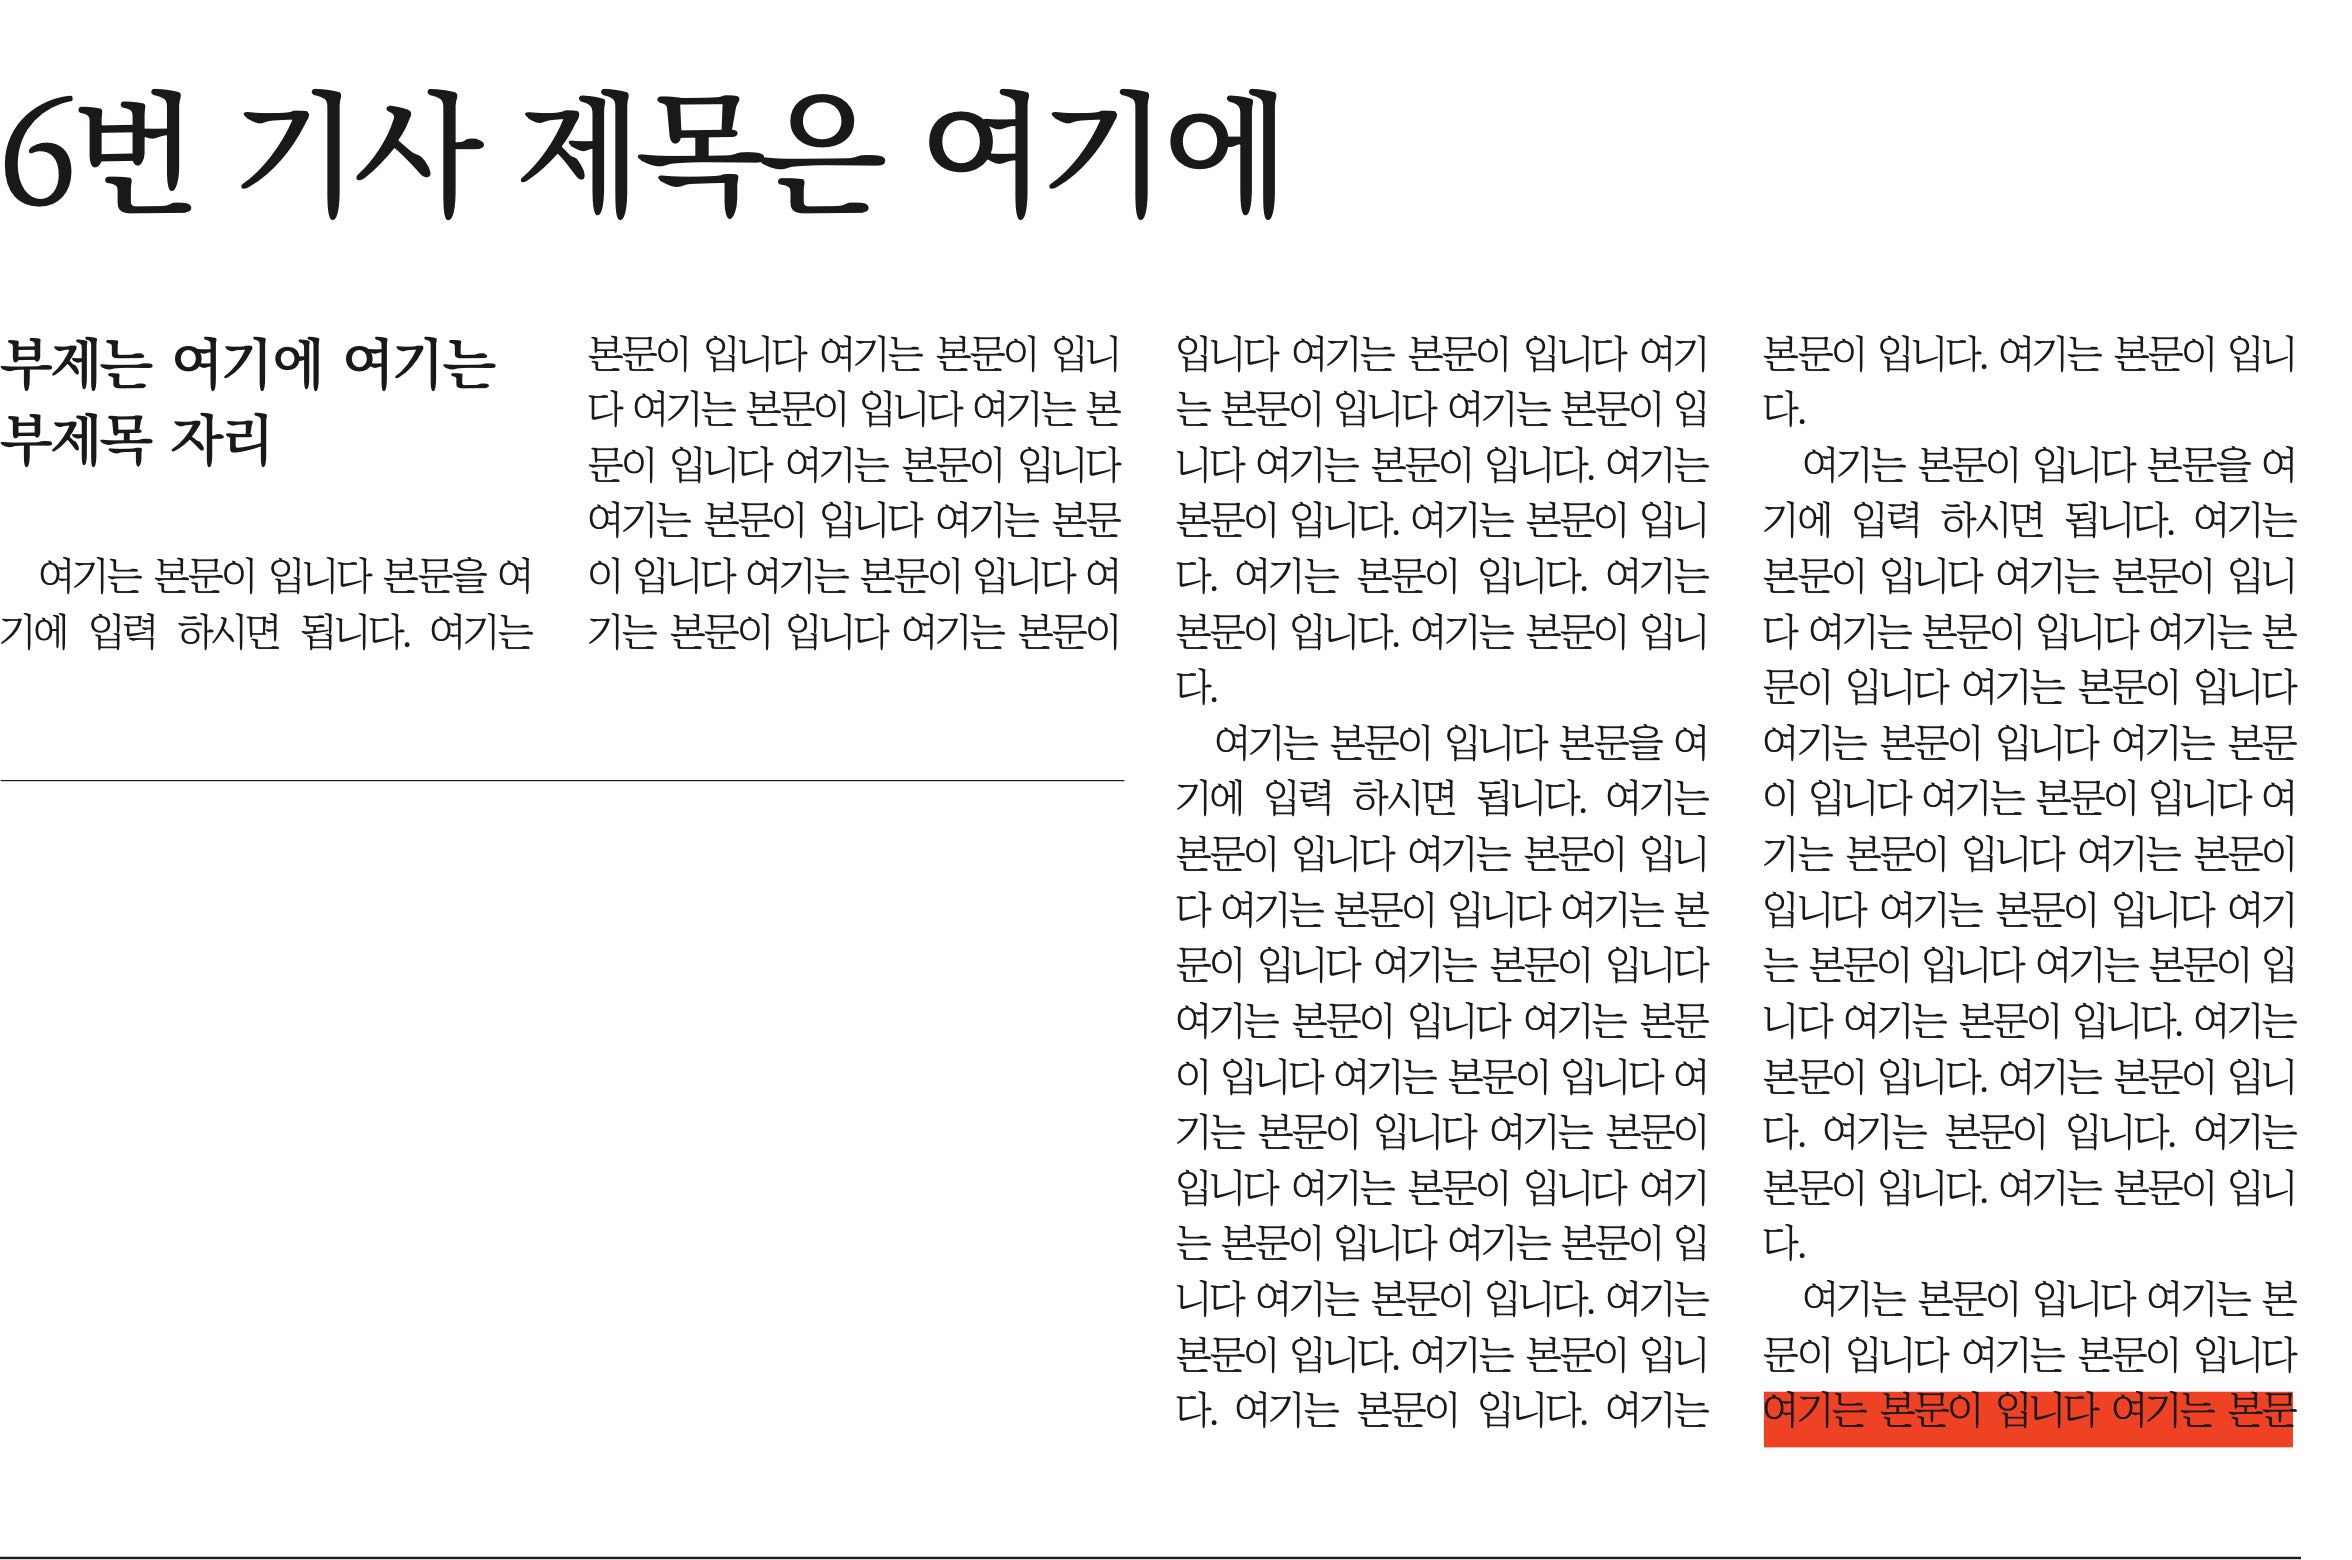 6번 기사 제목은 여기에
부제는 여기에 여기는
부제목 자리
여기는 본문이 입니다 본문을 여
기에 입력 하시면 됩니다. 여기는
본문이 입니다 여기는 본문이 입니
다 여기는 본문이 입니다 여기는 본
문이 입니다 여기는 본문이 입니다
여기는 본문이 입니다 여기는 본문
이 입니다 여기는 본문이 입니다 여
기는 본문이 입니다 여기는 본문이
입니다 여기는 본문이 입니다 여기
는 본문이 입니다 여기는 본문이 입
니다 여기는 본문이 입니다. 여기는
본문이 입니다. 여기는 본문이 입니
다. 여기는 본문이 입니다. 여기는
본문이 입니다. 여기는 본문이 입니
다.
여기는 본문이 입니다 본문을 여
기에 입력 하시면 됩니다. 여기는
본문이 입니다 여기는 본문이 입니
다 여기는 본문이 입니다 여기는 본
문이 입니다 여기는 본문이 입니다
여기는 본문이 입니다 여기는 본문
이 입니다 여기는 본문이 입니다 여
기는 본문이 입니다 여기는 본문이
입니다 여기는 본문이 입니다 여기
는 본문이 입니다 여기는 본문이 입
니다 여기는 본문이 입니다. 여기는
본문이 입니다. 여기는 본문이 입니
다. 여기는 본문이 입니다. 여기는
본문이 입니다. 여기는 본문이 입니
다.
여기는 본문이 입니다 본문을 여
기에 입력 하시면 됩니다. 여기는
본문이 입니다 여기는 본문이 입니
다 여기는 본문이 입니다 여기는 본
문이 입니다 여기는 본문이 입니다
여기는 본문이 입니다 여기는 본문
이 입니다 여기는 본문이 입니다 여
기는 본문이 입니다 여기는 본문이
입니다 여기는 본문이 입니다 여기
는 본문이 입니다 여기는 본문이 입
니다 여기는 본문이 입니다. 여기는
본문이 입니다. 여기는 본문이 입니
다. 여기는 본문이 입니다. 여기는
본문이 입니다. 여기는 본문이 입니
다.
여기는 본문이 입니다 여기는 본
문이 입니다 여기는 본문이 입니다
여기는 본문이 입니다 여기는 본문